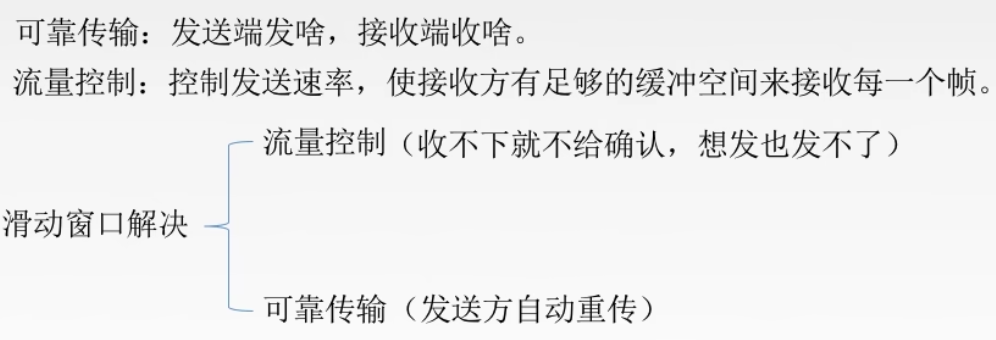 可靠传输：发送端发啥，接收端收啥。
流量控制：控制发送速率，使接收方有足够的缓冲空间来接收每一个帧。
流量控制（收不下就不给确认，想发也发不了）
滑动窗口解决
可靠传输（发送方自动重传）